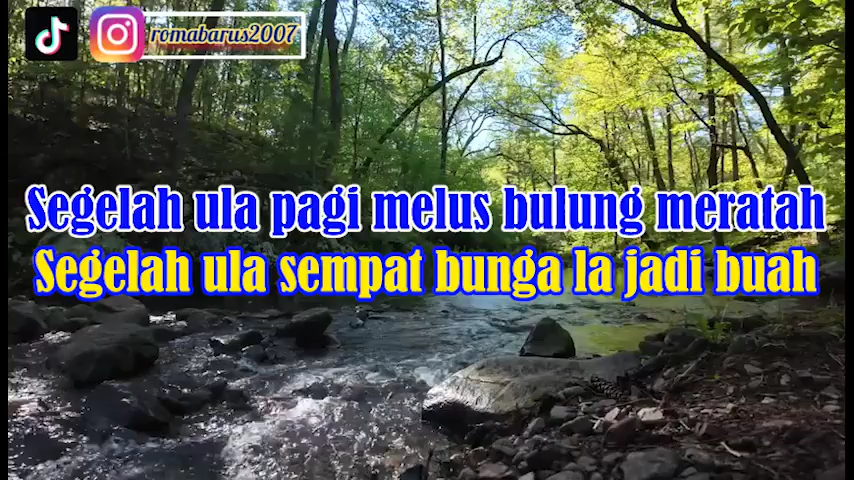 romabarus2007
Segelah ula pagi melus bulung meratah
Segelah ula sempat bunga la jadi buah